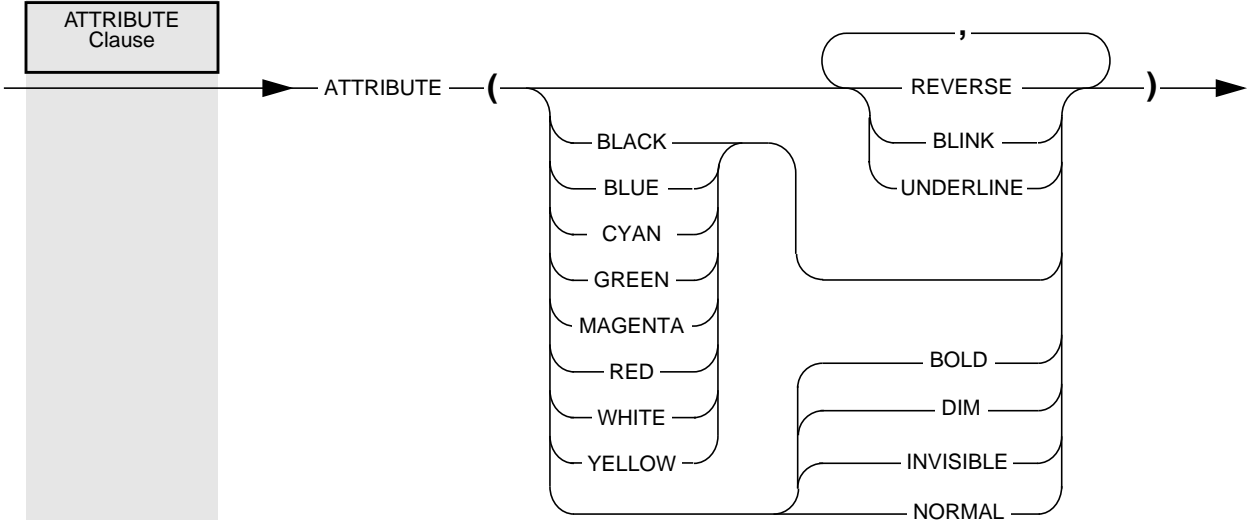 ATTRIBUTE
Clause
ATTRIBUTE ( , REVERSE )
BLACK
BLUE
CYAN
GREEN
MAGENTA
RED
WHITE
YELLOW
BLINK
UNDERLINE
BOLD
DIM
INVISIBLE
NORMAL